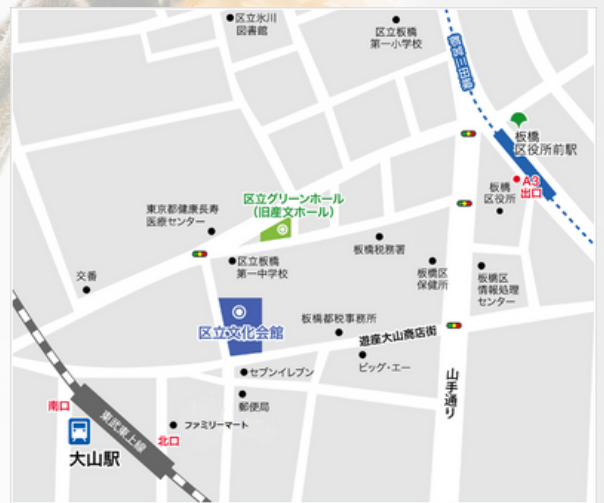 区立氷川
図書館
区立板橋
第一小学校
都営三田線
板橋
区役所前駅
A3
出口
板橋
区役所
区立グリーンホール
(旧産文ホール)
東京都健康長寿
医療センター
板橋税務署
区立板橋
第一中学校
板橋区
保健所
板橋区
情報処理
センター
交番
区立文化会館
板橋都税事務所
遊座大山商店街
ビッグ・エー
セブンイレブン
山手通り
郵便局
南口
東武東上線
北口
ファミリーマート
大山駅